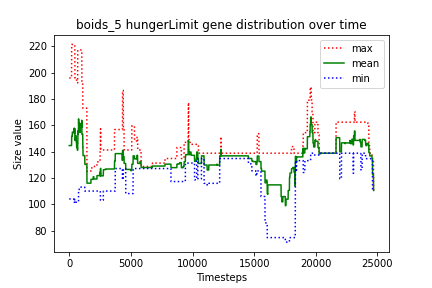 boids_5 hungerLimit gene distribution over time
max
mean
min
Size value
220
200
180
160
140
120
100
80
0 5000 10000 15000 20000 25000
Timesteps